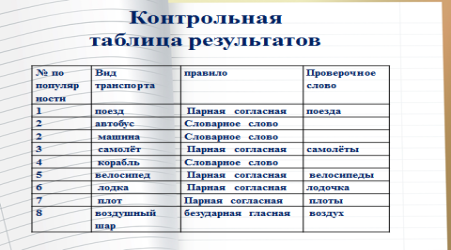 Контрольная
таблица результатов
№ по популяр ности Вид транспорта правило Проверочное слово
1 поезд Парная согласная поезда
2 автобус Словарное слово
2 машина Словарное слово
3 самолёт Парная согласная самолёты
4 корабль Словарное слово
5 велосипед Парная согласная велосипеды
6 лодка Парная согласная лодочка
7 плот Парная согласная плоты
8 воздушный шар безударная гласная воздух